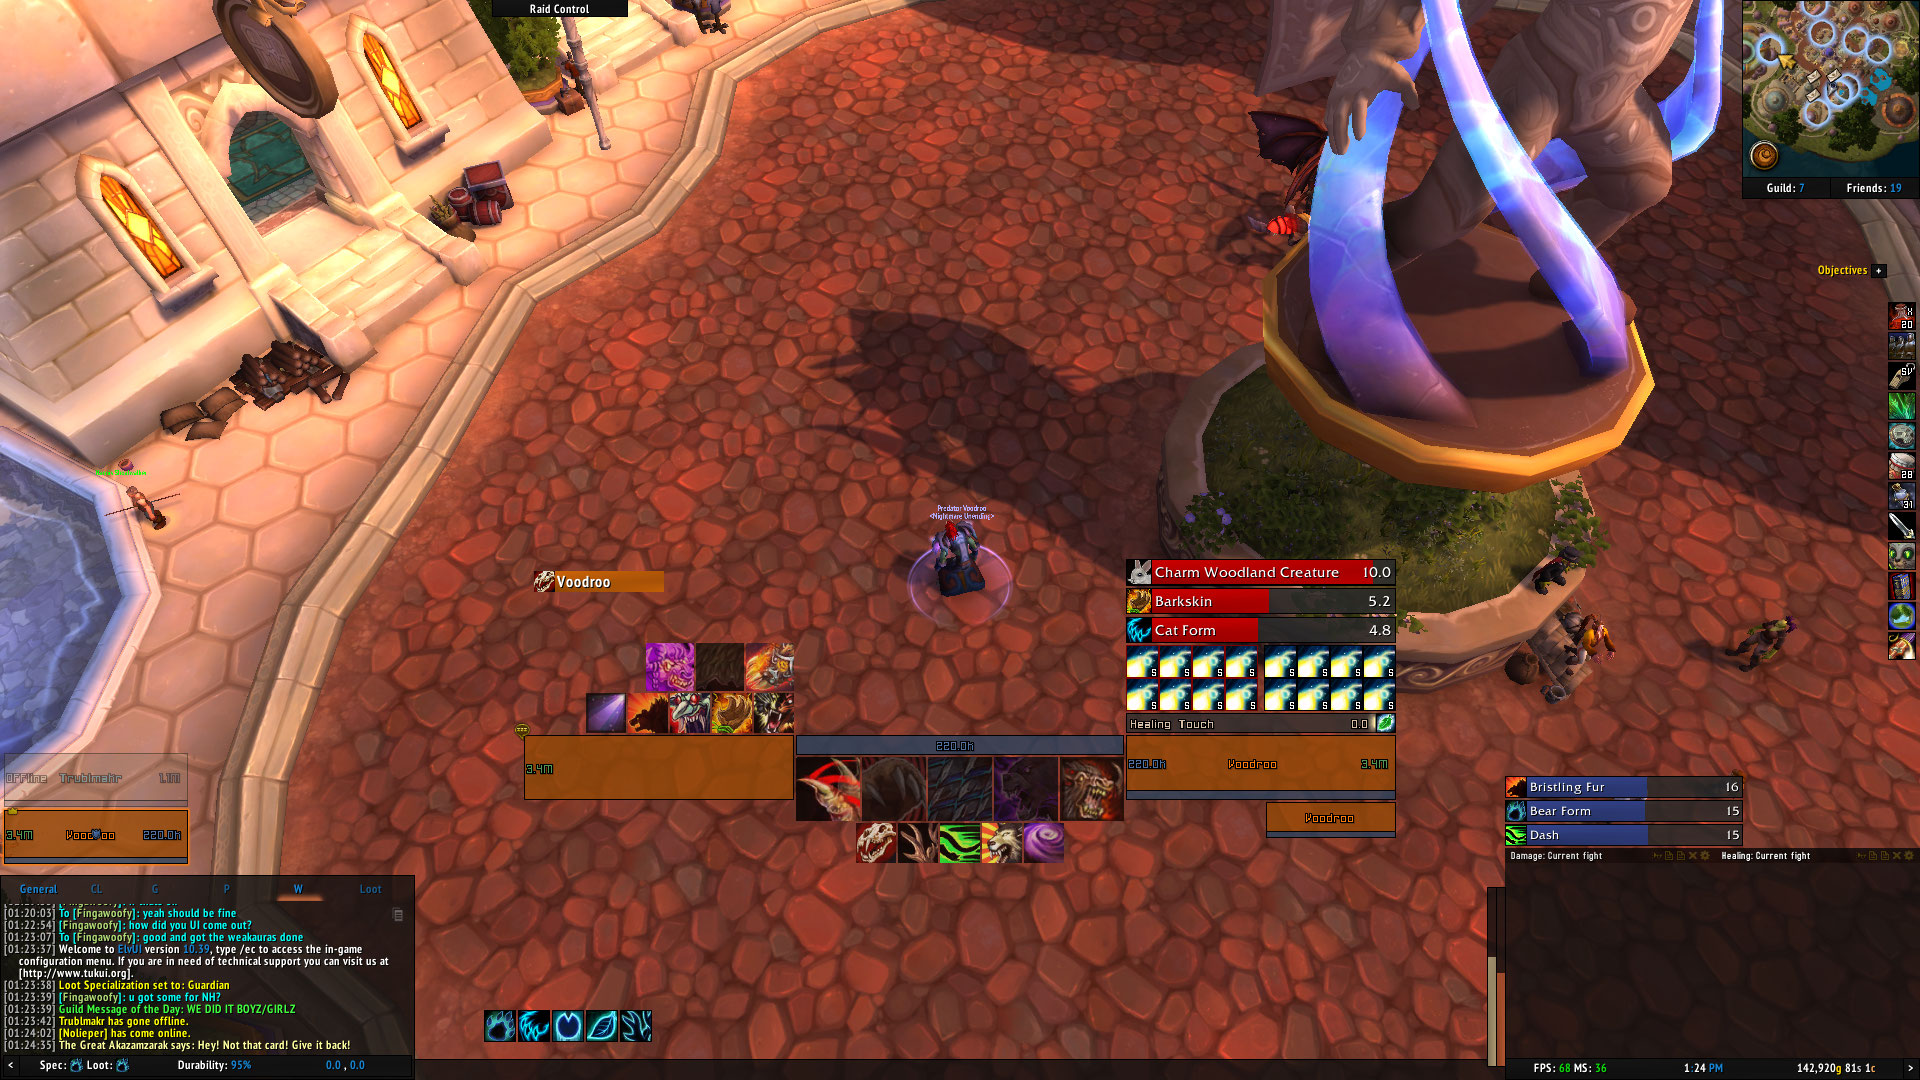 Raid Control
Guild: 7
Friends: 19
Objectives +
X
20
SV
28
31
Predator Voodroo
<Nightmare Unending>
Voodroo
Charm Woodland Creature 10.0
Barkskin 5.2
Cat Form 4.8
S S S S S S S S
S S S S S S S S
Healing Touch 0.0
220.0k
3.4M
220.0k Voodroo 3.4M
Voodroo
Offline Trublmakr 1.1M
3.4M Voodroo 220.0k
Bristling Fur 16
Bear Form 15
Dash 15
Damage: Current fight
Healing: Current fight
General CL G P W Loot
[01:20:03] To [Fingawoofy]: yeah should be fine
[01:22:54] [Fingawoofy]: how did you UI come out?
[01:23:07] To [Fingawoofy]: good and got the weakauras done
[01:23:37] Welcome to ElvUI version 10.39, type /ec to access the in-game
configuration menu. If you are in need of technical support you can visit us at
[http://www.tukui.org].
[01:23:38] Loot Specialization set to: Guardian
[01:23:39] [Fingawoofy]: u got some for NH?
[01:23:39] Guild Message of the Day: WE DID IT BOYZ/GIRLZ
[01:23:42] Trublmakr has gone offline.
[01:24:02] [Nolieper] has come online.
[01:24:35] The Great Akazamzarak says: Hey! Not that card! Give it back!
< Spec: Loot: Durability: 95% 0.0 , 0.0
FPS: 68 MS: 36 1:24 PM 142,920g 81s 1c >